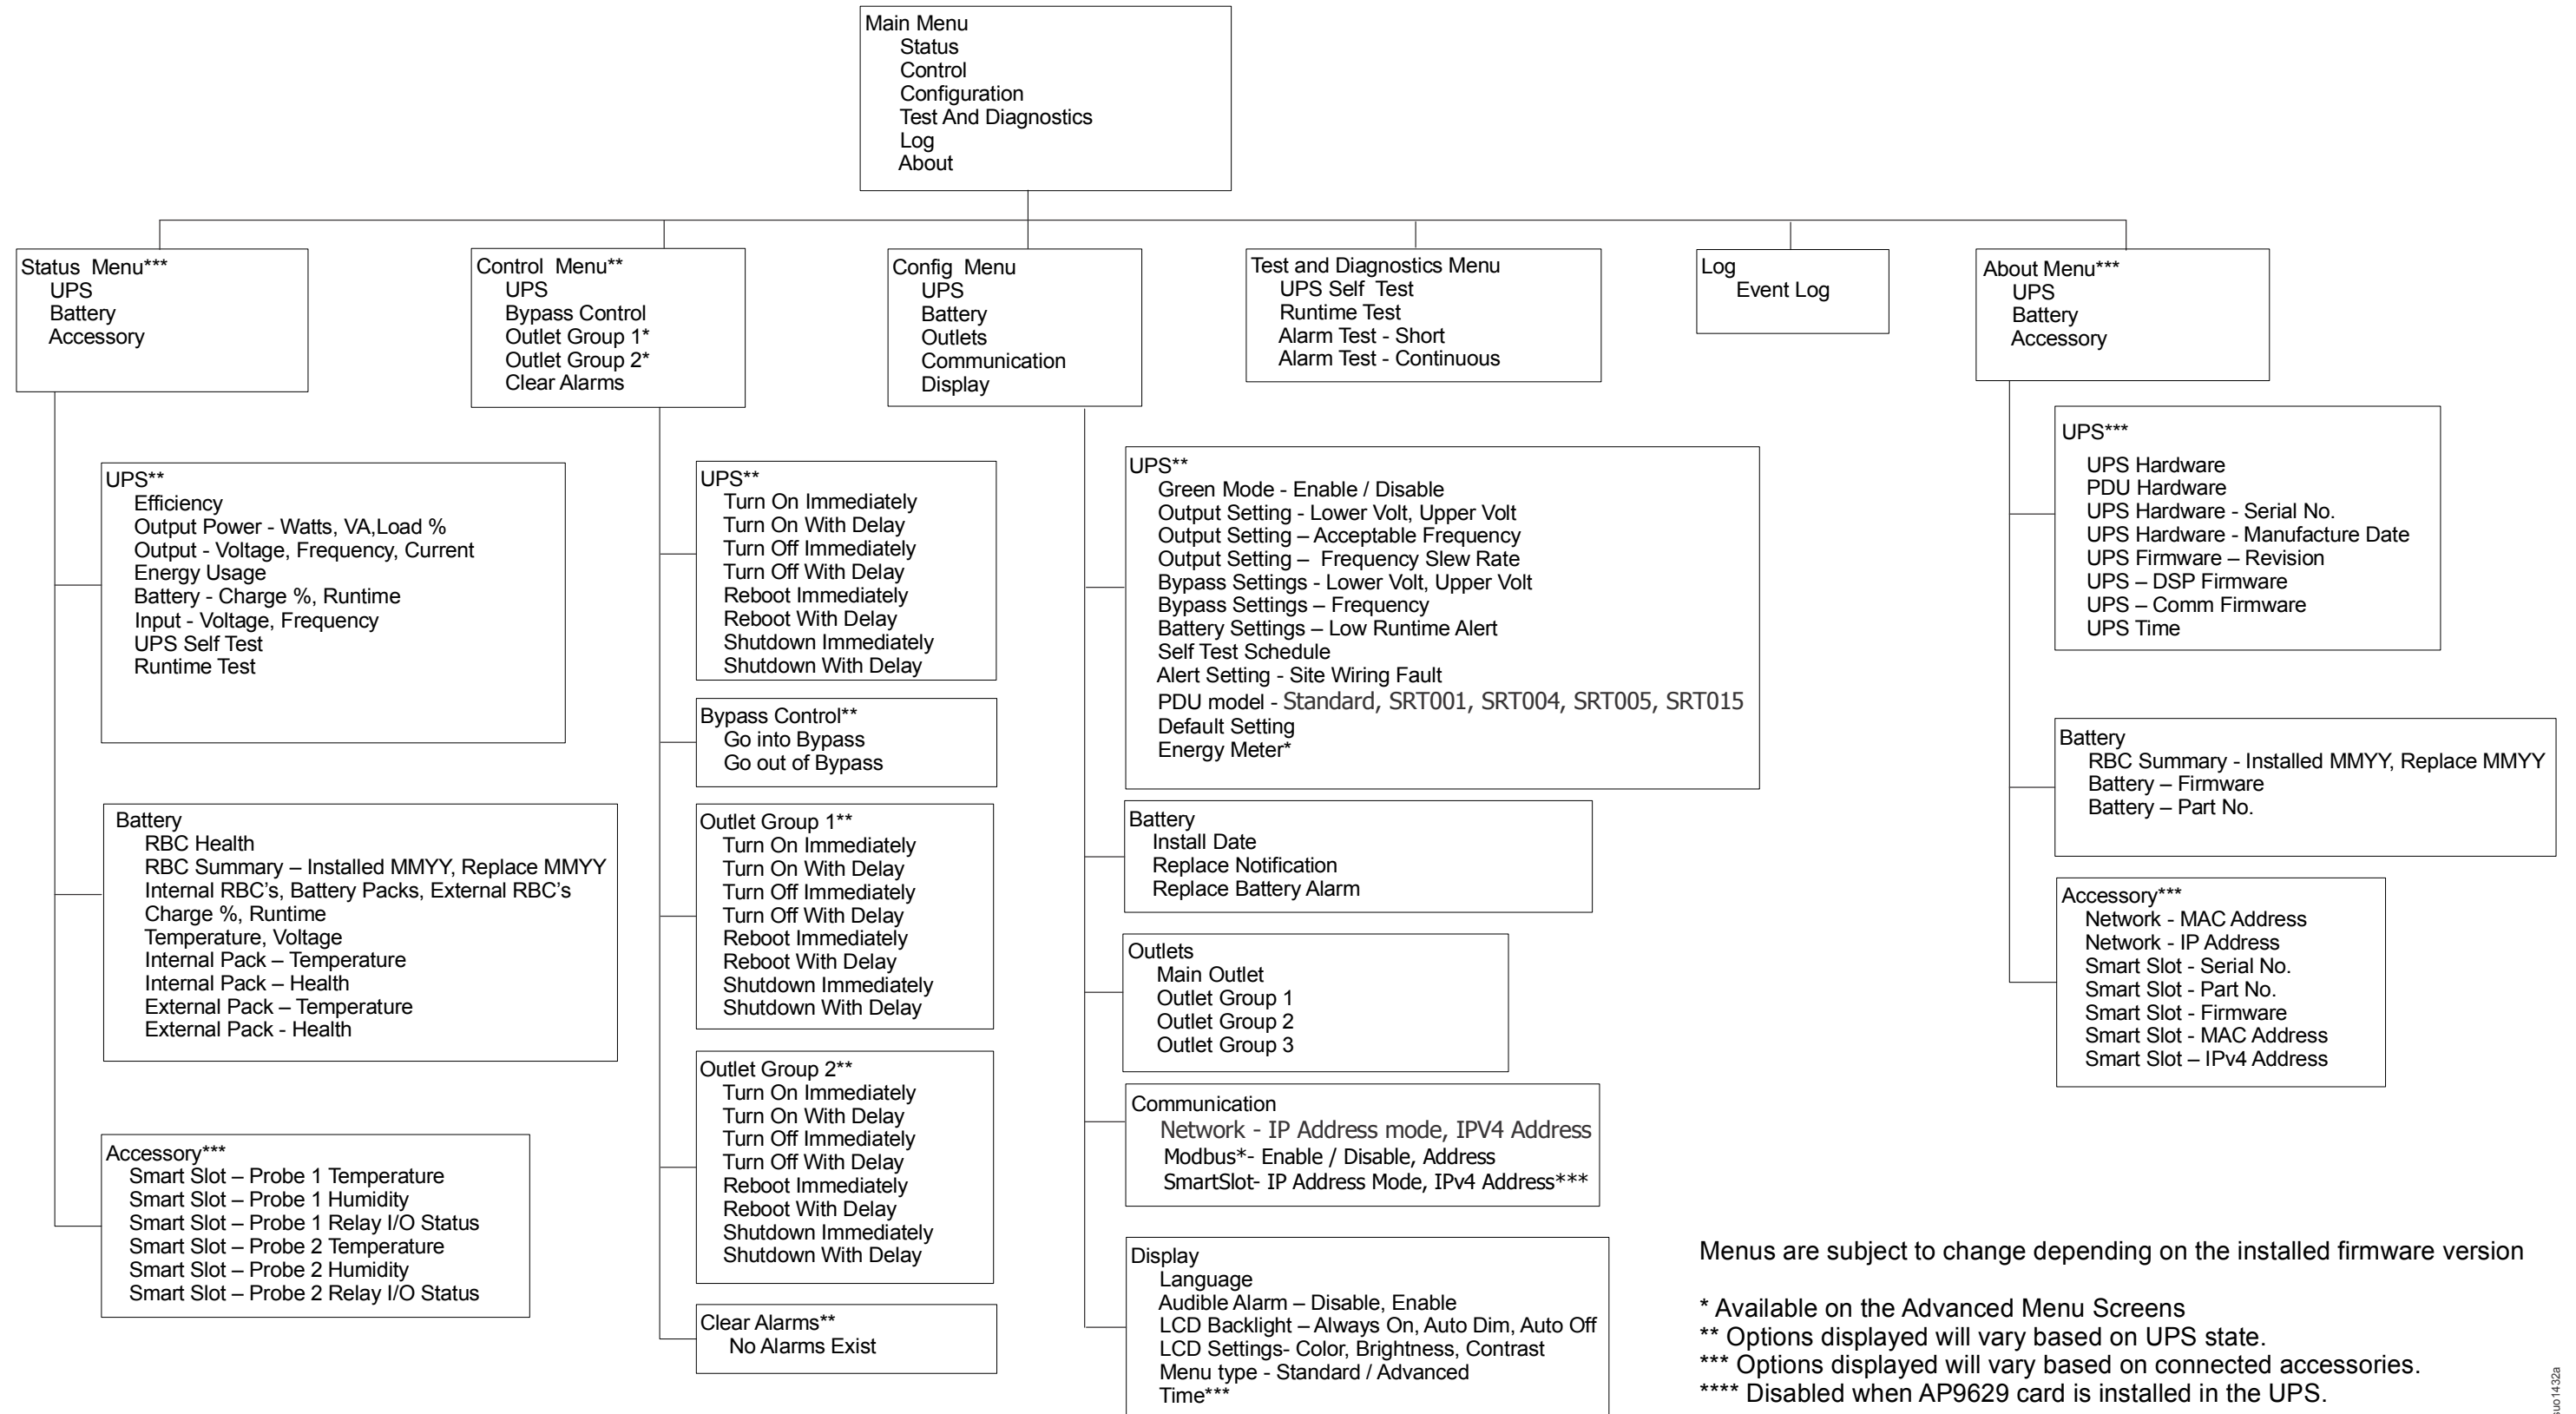 Main Menu
Status
Control
Configuration
Test And Diagnostics
Log
About
Status Menu***
UPS
Battery
Accessory
Control Menu**
UPS
Bypass Control
Outlet Group 1*
Outlet Group 2*
Clear Alarms
Config Menu
UPS
Battery
Outlets
Communication
Display
Test and Diagnostics Menu
UPS Self Test
Runtime Test
Alarm Test - Short
Alarm Test - Continuous
Log
Event Log
About Menu***
UPS
Battery
Accessory
UPS**
Efficiency
Output Power - Watts, VA,Load %
Output - Voltage, Frequency, Current
Energy Usage
Battery - Charge %, Runtime
Input - Voltage, Frequency
UPS Self Test
Runtime Test
Battery
RBC Health
RBC Summary – Installed MMYY, Replace MMYY
Internal RBC's, Battery Packs, External RBC's
Charge %, Runtime
Temperature, Voltage
Internal Pack – Temperature
Internal Pack – Health
External Pack – Temperature
External Pack - Health
Accessory***
Smart Slot – Probe 1 Temperature
Smart Slot – Probe 1 Humidity
Smart Slot – Probe 1 Relay I/O Status
Smart Slot – Probe 2 Temperature
Smart Slot – Probe 2 Humidity
Smart Slot – Probe 2 Relay I/O Status
UPS**
Turn On Immediately
Turn On With Delay
Turn Off Immediately
Turn Off With Delay
Reboot Immediately
Reboot With Delay
Shutdown Immediately
Shutdown With Delay
Bypass Control**
Go into Bypass
Go out of Bypass
Outlet Group 1**
Turn On Immediately
Turn On With Delay
Turn Off Immediately
Turn Off With Delay
Reboot Immediately
Reboot With Delay
Shutdown Immediately
Shutdown With Delay
Outlet Group 2**
Turn On Immediately
Turn On With Delay
Turn Off Immediately
Turn Off With Delay
Reboot Immediately
Reboot With Delay
Shutdown Immediately
Shutdown With Delay
Clear Alarms**
No Alarms Exist
UPS**
Green Mode - Enable / Disable
Output Setting - Lower Volt, Upper Volt
Output Setting – Acceptable Frequency
Output Setting – Frequency Slew Rate
Bypass Settings - Lower Volt, Upper Volt
Bypass Settings – Frequency
Battery Settings – Low Runtime Alert
Self Test Schedule
Alert Setting - Site Wiring Fault
PDU model - Standard, SRT001, SRT004, SRT005, SRT015
Default Setting
Energy Meter*
Battery
Install Date
Replace Notification
Replace Battery Alarm
Outlets
Main Outlet
Outlet Group 1
Outlet Group 2
Outlet Group 3
Communication
Network - IP Address mode, IPV4 Address
Modbus*- Enable / Disable, Address
SmartSlot- IP Address Mode, IPv4 Address***
Display
Language
Audible Alarm – Disable, Enable
LCD Backlight – Always On, Auto Dim, Auto Off
LCD Settings- Color, Brightness, Contrast
Menu type - Standard / Advanced
Time***
UPS***
UPS Hardware
PDU Hardware
UPS Hardware - Serial No.
UPS Hardware - Manufacture Date
UPS Firmware – Revision
UPS – DSP Firmware
UPS – Comm Firmware
UPS Time
Battery
RBC Summary - Installed MMYY, Replace MMYY
Battery – Firmware
Battery – Part No.
Accessory***
Network - MAC Address
Network - IP Address
Smart Slot - Serial No.
Smart Slot - Part No.
Smart Slot - Firmware
Smart Slot - MAC Address
Smart Slot – IPv4 Address
Menus are subject to change depending on the installed firmware version
* Available on the Advanced Menu Screens
** Options displayed will vary based on UPS state.
*** Options displayed will vary based on connected accessories.
**** Disabled when AP9629 card is installed in the UPS.
suo1432a